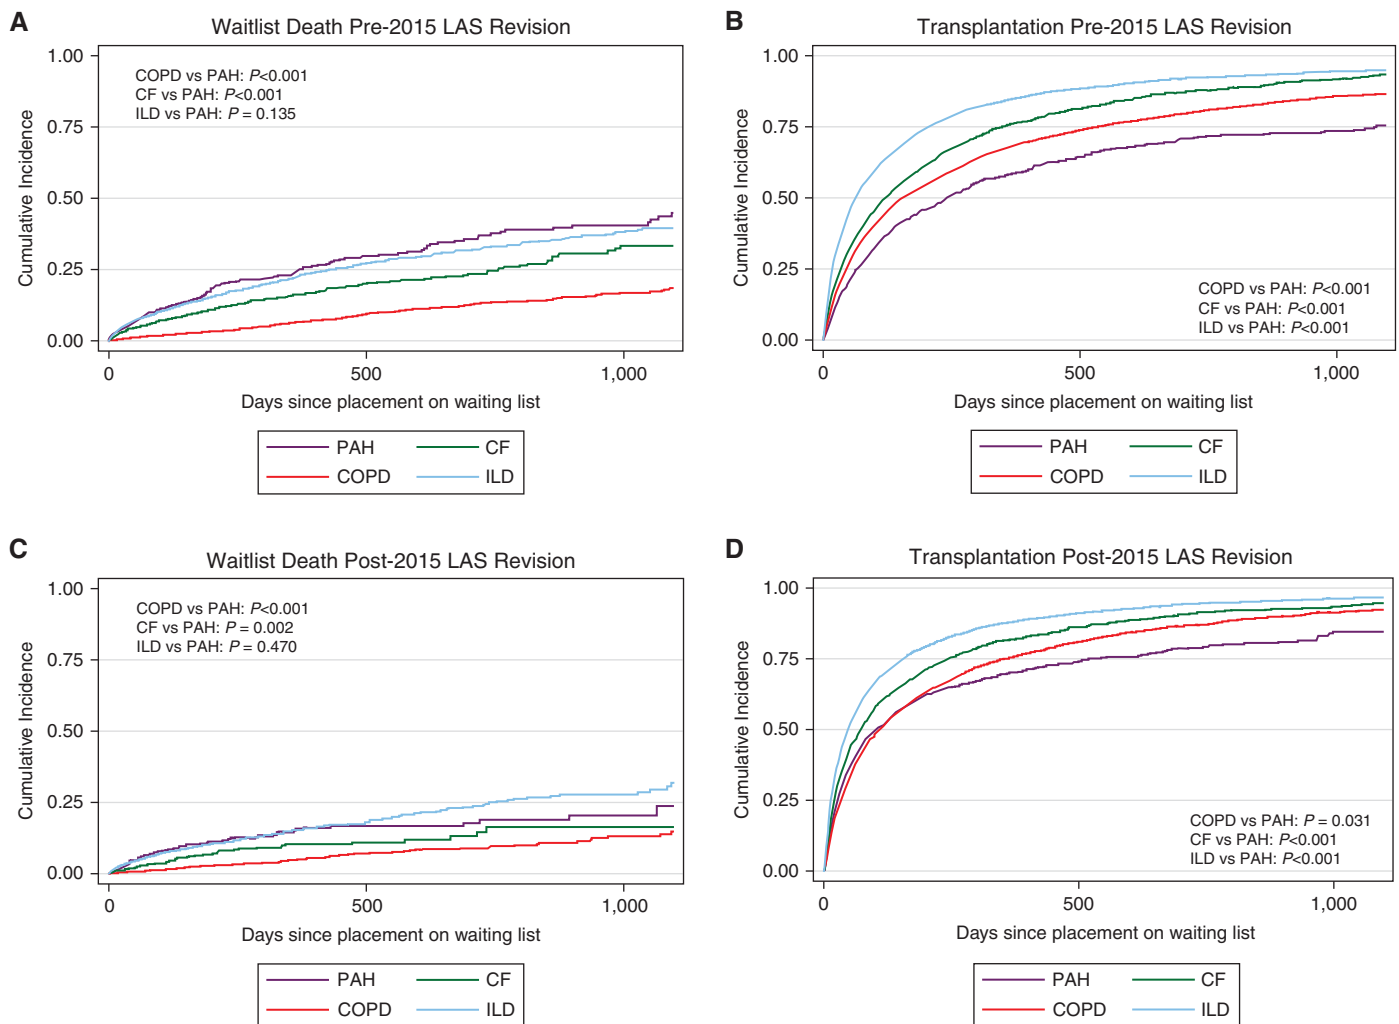 A
Waitlist Death Pre-2015 LAS Revision
Cumulative Incidence
1.00
0.75
0.50
0.25
0.00
COPD vs PAH: P<0.001
CF vs PAH: P<0.001
ILD vs PAH: P = 0.135
0
500
1,000
Days since placement on waiting list
PAH
CF
COPD
ILD
B
Transplantation Pre-2015 LAS Revision
Cumulative Incidence
1.00
0.75
0.50
0.25
0.00
COPD vs PAH: P<0.001
CF vs PAH: P<0.001
ILD vs PAH: P<0.001
0
500
1,000
Days since placement on waiting list
PAH
CF
COPD
ILD
C
Waitlist Death Post-2015 LAS Revision
Cumulative Incidence
1.00
0.75
0.50
0.25
0.00
COPD vs PAH: P<0.001
CF vs PAH: P = 0.002
ILD vs PAH: P = 0.470
0
500
1,000
Days since placement on waiting list
PAH
CF
COPD
ILD
D
Transplantation Post-2015 LAS Revision
Cumulative Incidence
1.00
0.75
0.50
0.25
0.00
COPD vs PAH: P = 0.031
CF vs PAH: P<0.001
ILD vs PAH: P<0.001
0
500
1,000
Days since placement on waiting list
PAH
CF
COPD
ILD